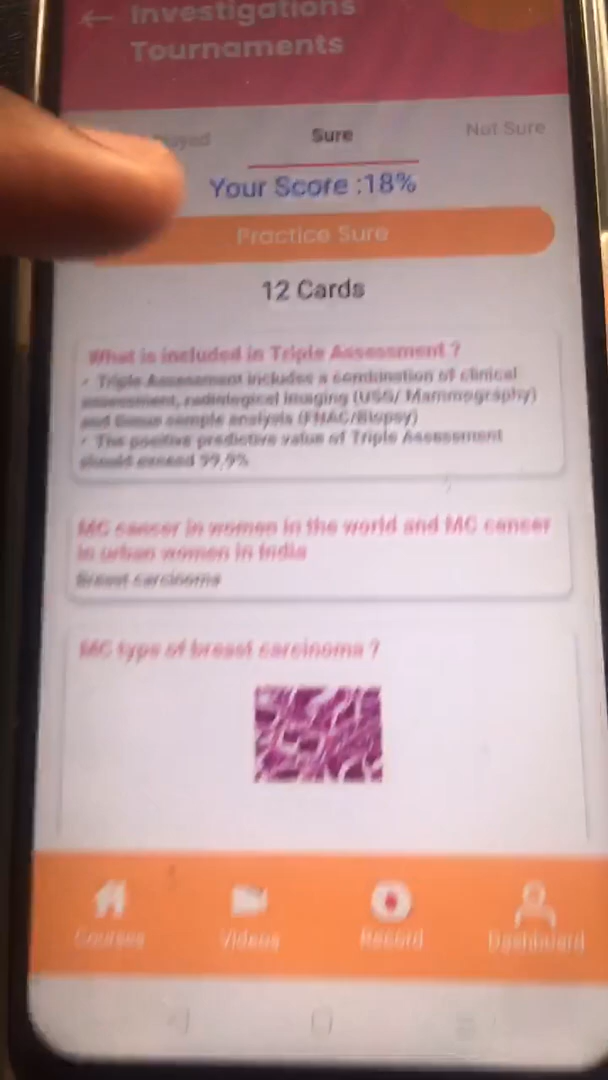 ← Investigations
Tournaments
Sure
Not Sure
Your Score :18%
Practice Sure
12 Cards
What is included in Triple Assessment ?
• Triple Assessment includes a combination of clinical
assessment, radiological imaging (USG/ Mammography)
and tissue sample analysis (FNAC/Biopsy)
• The positive predictive value of Triple Assessment
should exceed 99.9%
MC cancer in women in the world and MC cancer
in urban women in India
Breast carcinoma
MC type of breast carcinoma ?
Courses
Videos
Record
Dashboard